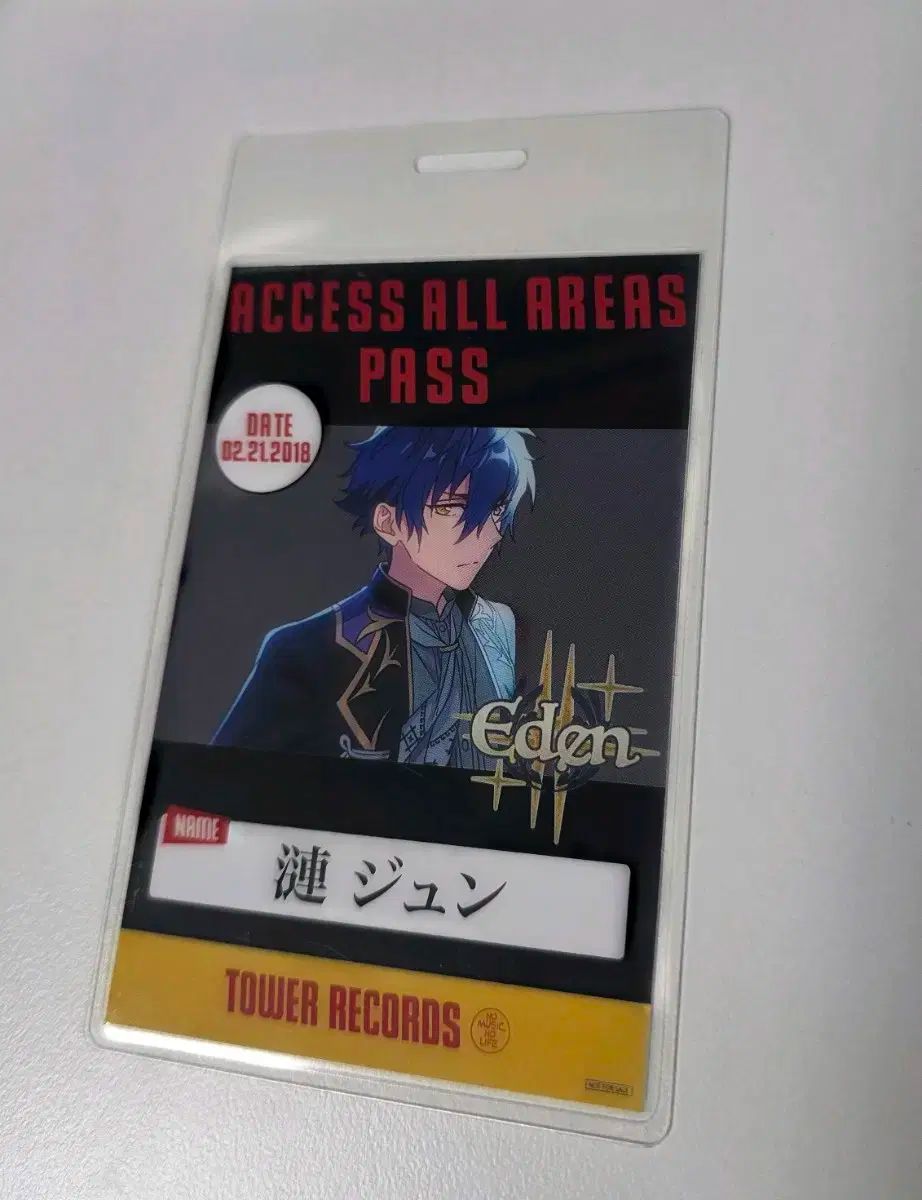 ACCESS ALL AREAS
PASS
DATE
02.21.2018
Eden
NAME
漣 ジュン
TOWER RECORDS
NO
MUSIC,
NO
LIFE.
NOT FOR SALE